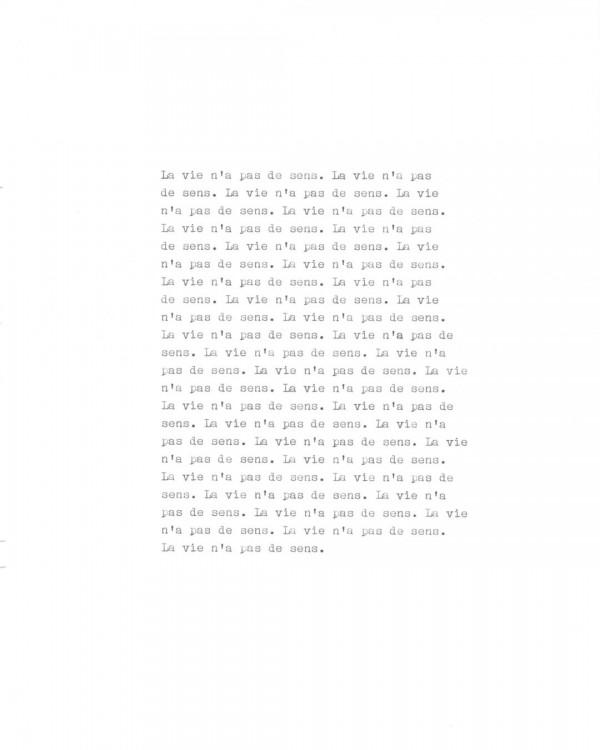 La vie n'a pas de sens. La vie n'a pas
de sens. La vie n'a pas de sens. La vie
n'a pas de sens. La vie n'a pas de sens.
La vie n'a pas de sens. La vie n'a pas
de sens. La vie n'a pas de sens. La vie
n'a pas de sens. La vie n'a pas de sens.
La vie n'a pas de sens. La vie n'a pas
de sens. La vie n'a pas de sens. La vie
n'a pas de sens. La vie n'a pas de sens.
La vie n'a pas de sens. La vie n'a pas de
sens. La vie n'a pas de sens. La vie n'a
pas de sens. La vie n'a pas de sens. La vie
n'a pas de sens. La vie n'a pas de sens.
La vie n'a pas de sens. La vie n'a pas de
sens. La vie n'a pas de sens. La vie n'a
pas de sens. La vie n'a pas de sens. La vie
n'a pas de sens. La vie n'a pas de sens.
La vie n'a pas de sens. La vie n'a pas de
sens. La vie n'a pas de sens. La vie n'a
pas de sens. La vie n'a pas de sens. La vie
n'a pas de sens. La vie n'a pas de sens.
La vie n'a pas de sens.